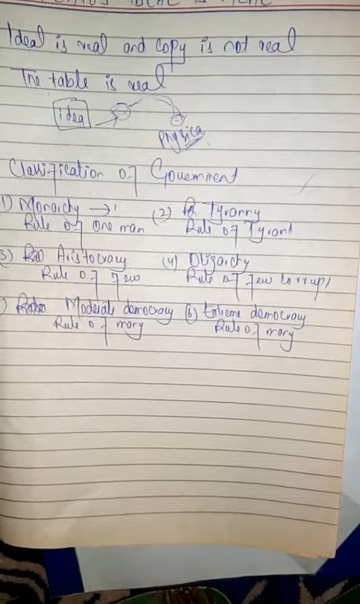 Ideal is real and Copy is not real
The table is real
idea
physica
Classification of Government
1) Monarchy → (2) Tyranny
Rule of one man Rule of Tyrant
3) Aristocracy (4) Oligarchy
Rule of few Rule of few corrupt
) Moderate democracy (6) Extreme democracy
Rule of many Rule of many